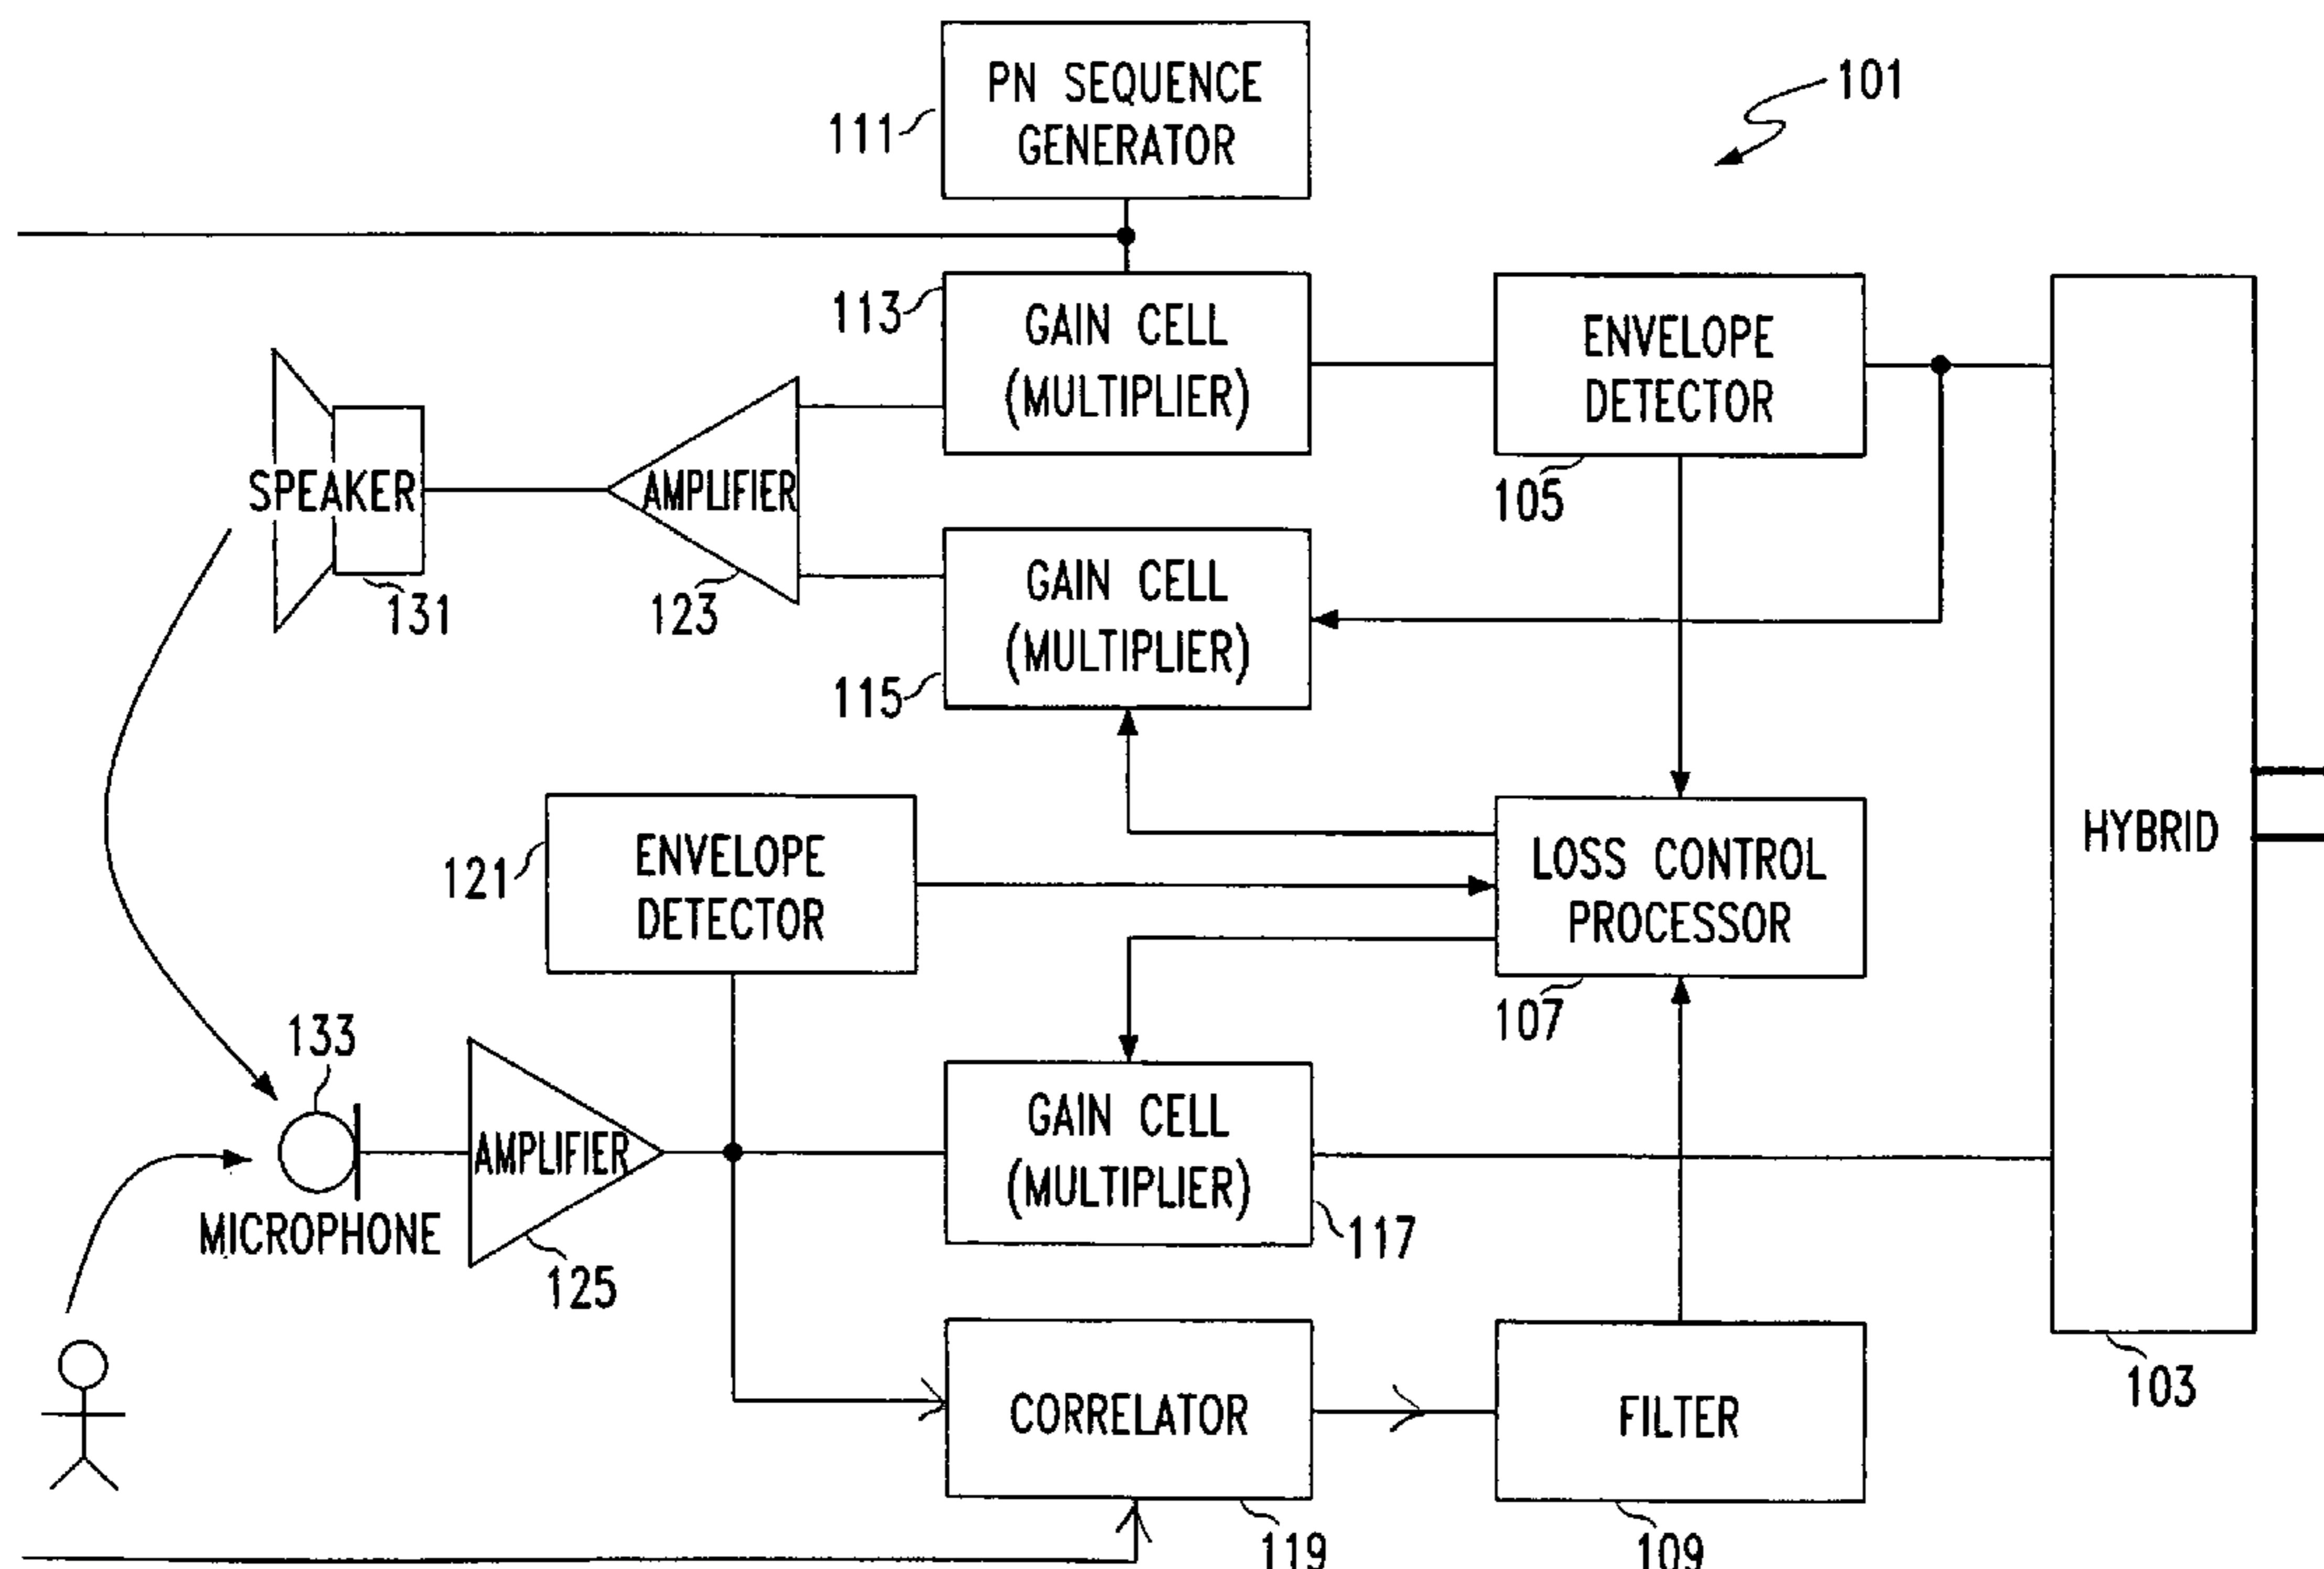 PN SEQUENCE
GENERATOR
111
101
113
GAIN CELL
(MULTIPLIER)
ENVELOPE
DETECTOR
105
SPEAKER
131
AMPLIFIER
123
GAIN CELL
(MULTIPLIER)
115
ENVELOPE
DETECTOR
121
LOSS CONTROL
PROCESSOR
107
HYBRID
103
133
MICROPHONE
AMPLIFIER
125
GAIN CELL
(MULTIPLIER)
117
CORRELATOR
119
FILTER
109